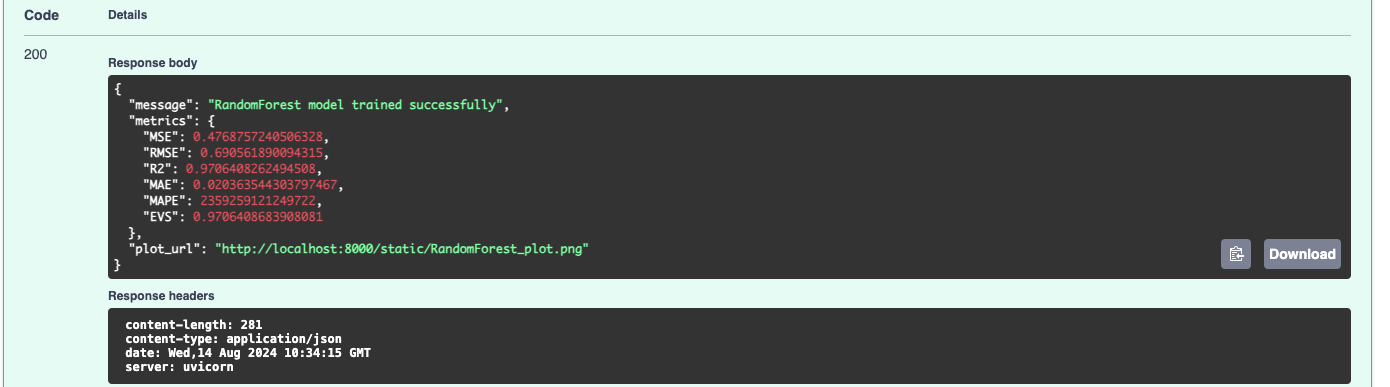 Code Details
200
Response body
{
"message": "RandomForest model trained successfully",
"metrics": {
"MSE": 0.4768757240506328,
"RMSE": 0.690561890094315,
"R2": 0.9706408262494508,
"MAE": 0.020363544303797467,
"MAPE": 2359259121249722,
"EVS": 0.9706408683908081
},
"plot_url": "http://localhost:8000/static/RandomForest_plot.png"
}
Download
Response headers
content-length: 281
content-type: application/json
date: Wed,14 Aug 2024 10:34:15 GMT
server: uvicorn